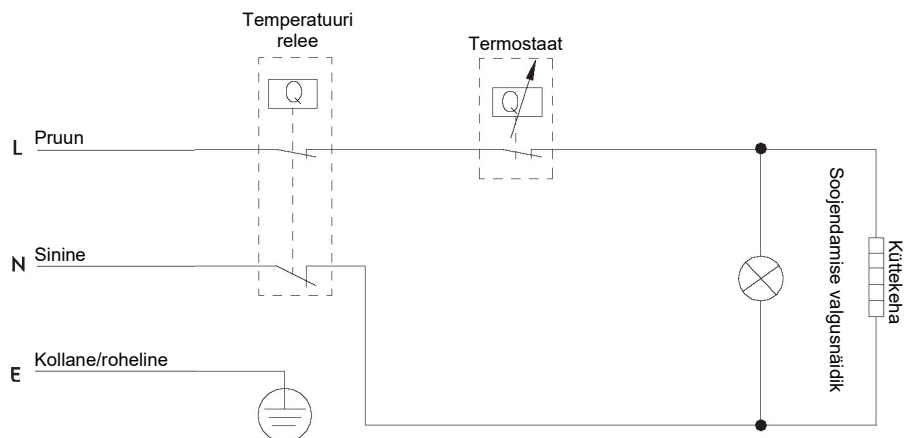 Temperatuuri
relee
Termostaat
Q
Q
L Pruun
N Sinine
E Kollane/roheline
Soojendamise valgusnäidik
Küttekeha